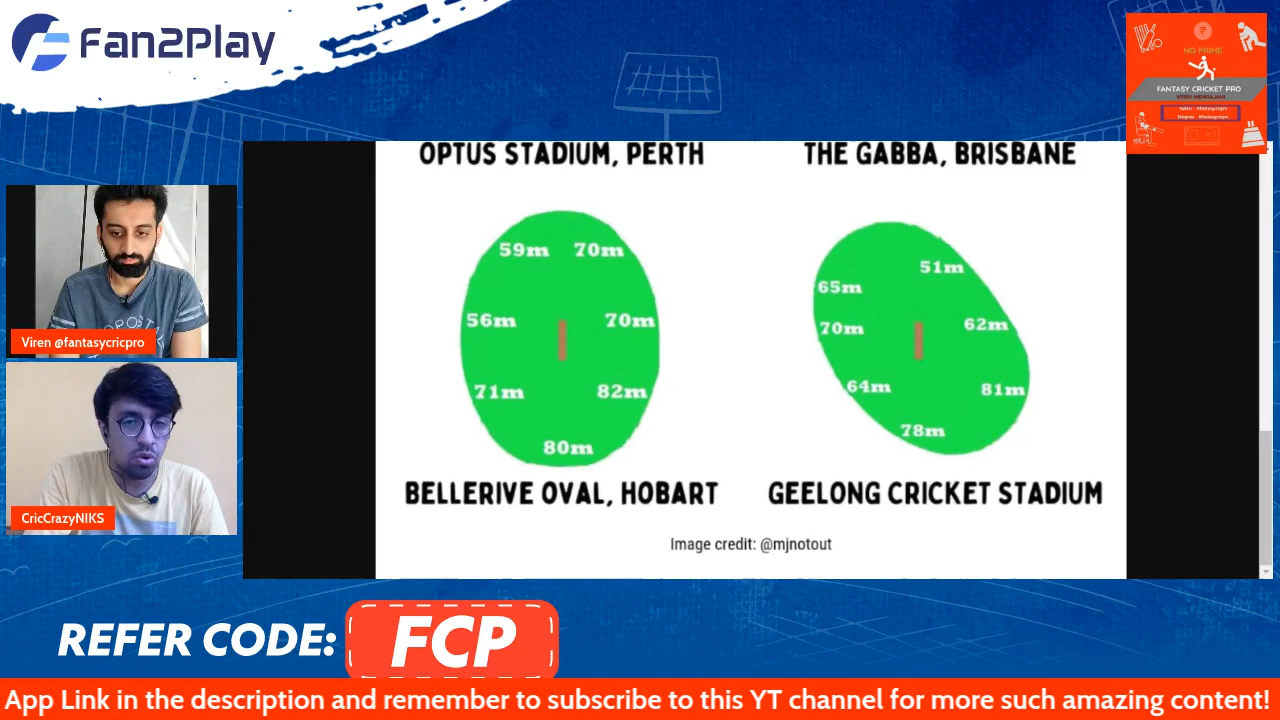 Fan2Play
NO PRIME
FANTASY CRICKET PRO
VIREN HEMRAJANI
OPTUS STADIUM, PERTH
THE GABBA, BRISBANE
59m 70m
56m 70m
71m 82m
80m
BELLERIVE OVAL, HOBART
51m
65m
62m
70m
64m 81m
78m
GEELONG CRICKET STADIUM
Image credit: @mjnotout
Viren @fantasycricpro
CricCrazyNIKS
REFER CODE: FCP
App Link in the description and remember to subscribe to this YT channel for more such amazing content!